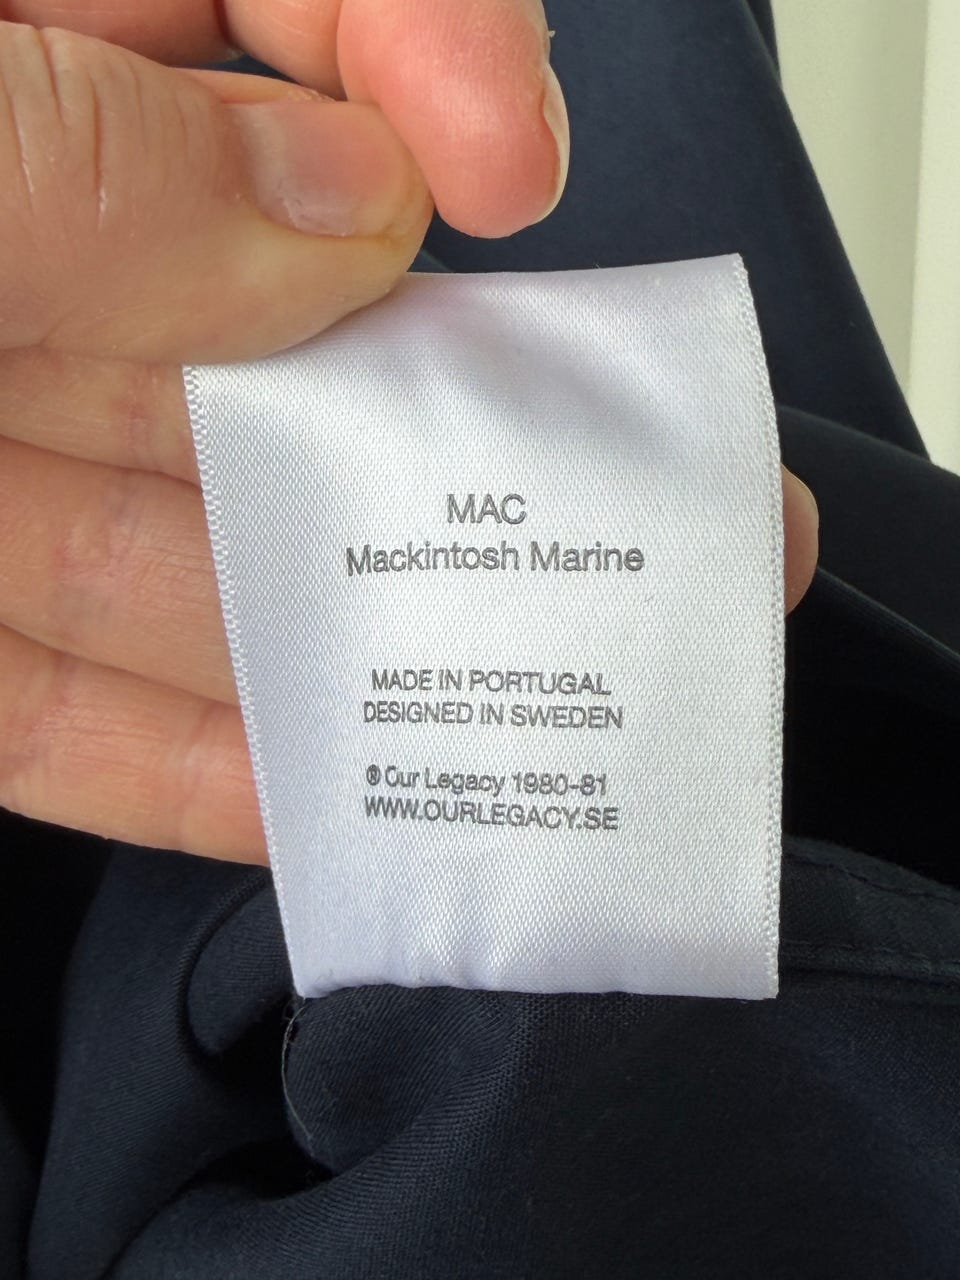 MAC
Mackintosh Marine
MADE IN PORTUGAL
DESIGNED IN SWEDEN
® Our Legacy 1980-81
WWW.OURLEGACY.SE